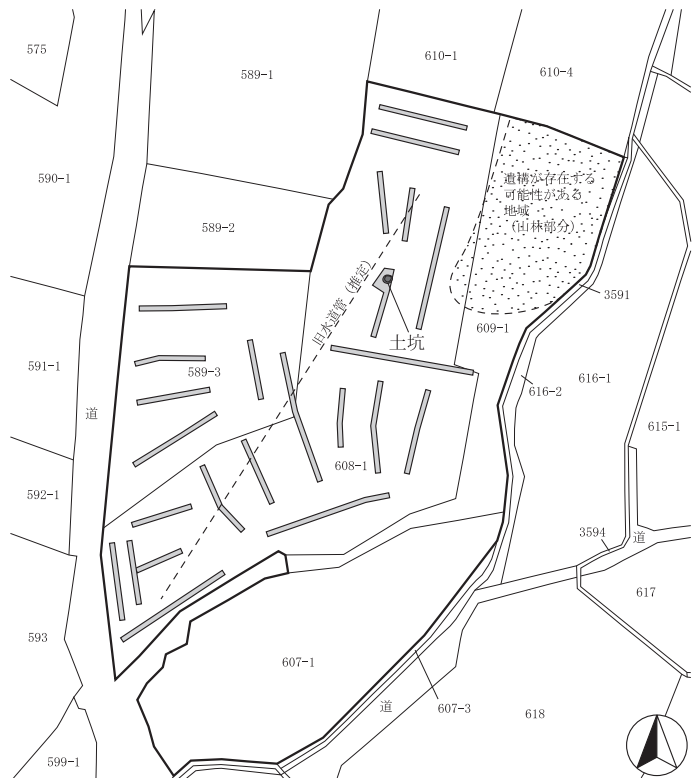 575
589-1
610-1
610-4
590-1
遺構が存在する
可能性がある
地域
（山林部分）
589-2
旧水道管（推定）
3591
609-1
土坑
591-1
589-3
616-2
616-1
道
615-1
608-1
592-1
3594
道
617
593
607-1
道
607-3
618
599-1